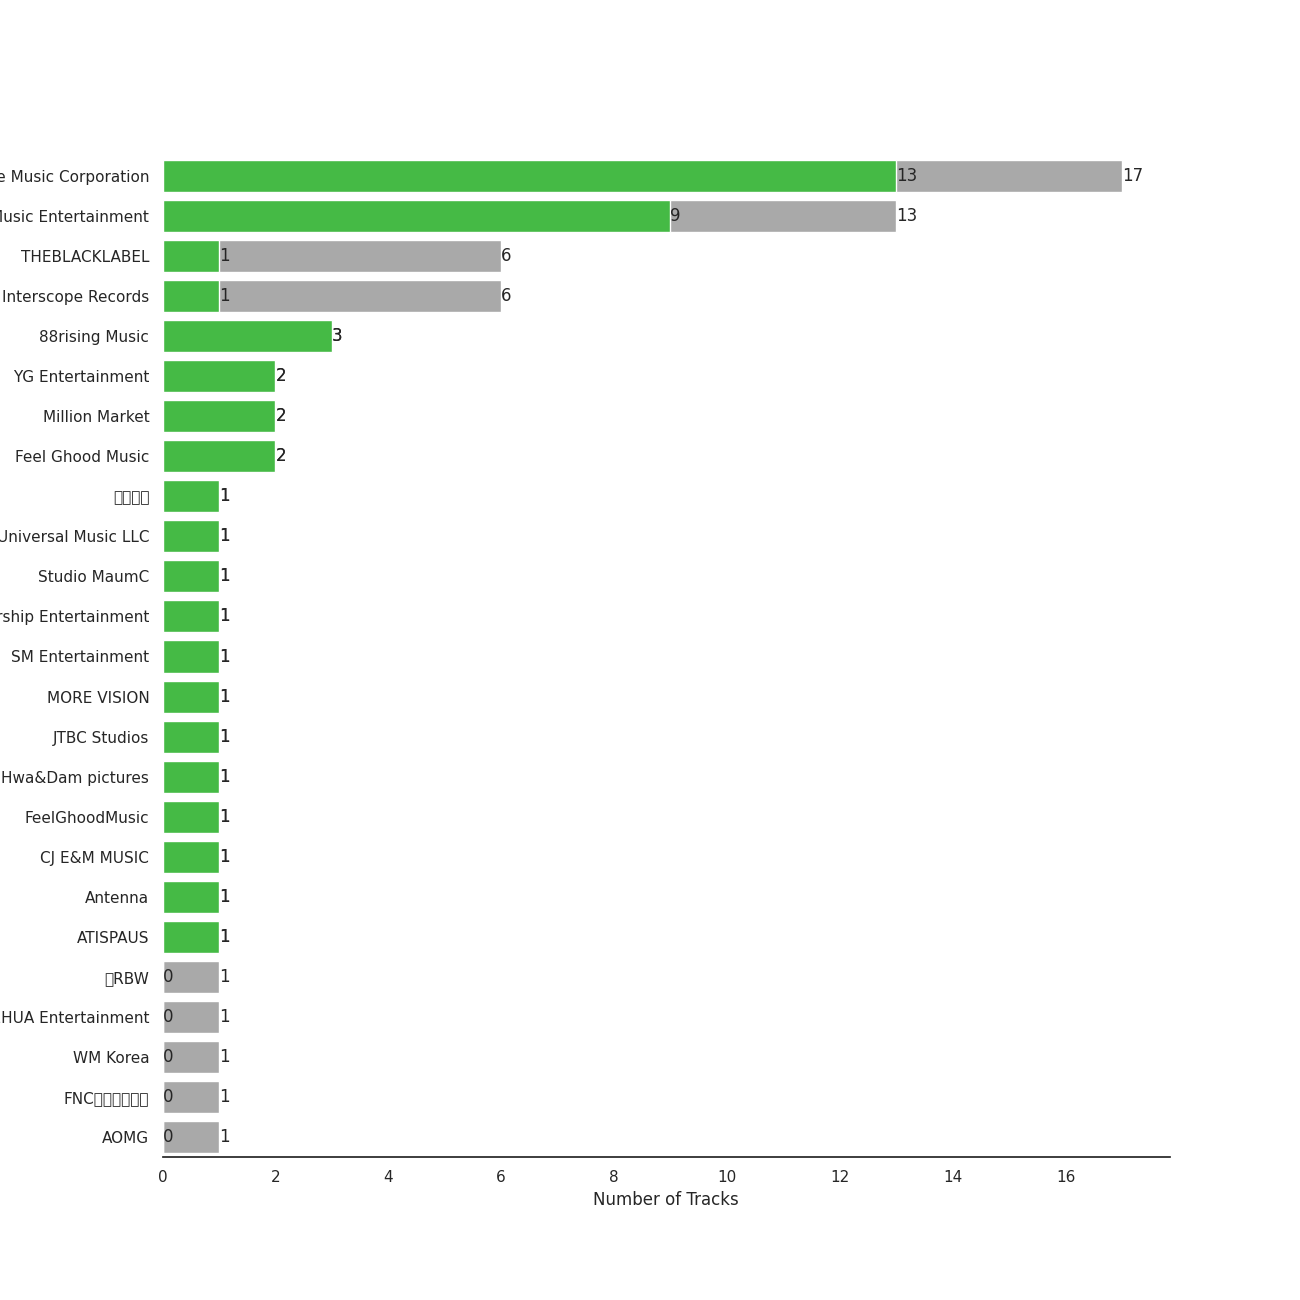 e Music Corporation 13 17
Music Entertainment 9 13
THEBLACKLABEL 1 6
Interscope Records 1 6
88rising Music 3
YG Entertainment 2
Million Market 2
Feel Ghood Music 2
1
Universal Music LLC 1
Studio MaumC 1
rship Entertainment 1
SM Entertainment 1
MORE VISION 1
JTBC Studios 1
Hwa&Dam pictures 1
FeelGhoodMusic 1
CJ E&M MUSIC 1
Antenna 1
ATISPAUS 1
RBW 0 1
HUA Entertainment 0 1
WM Korea 0 1
FNC 0 1
AOMG 0 1
0 2 4 6 8 10 12 14 16
Number of Tracks